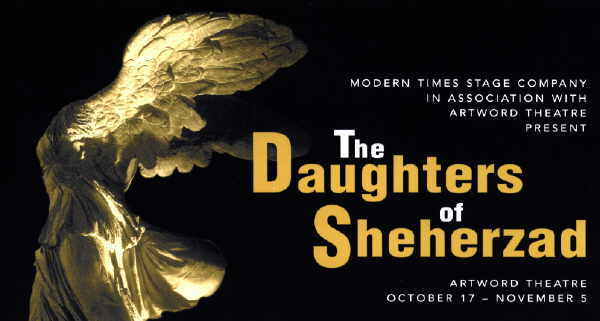 MODERN TIMES STAGE COMPANY
IN ASSOCIATION WITH
ARTWORD THEATRE
PRESENT
The
Daughters
of
Sheherzad
ARTWORD THEATRE
OCTOBER 17 – NOVEMBER 5